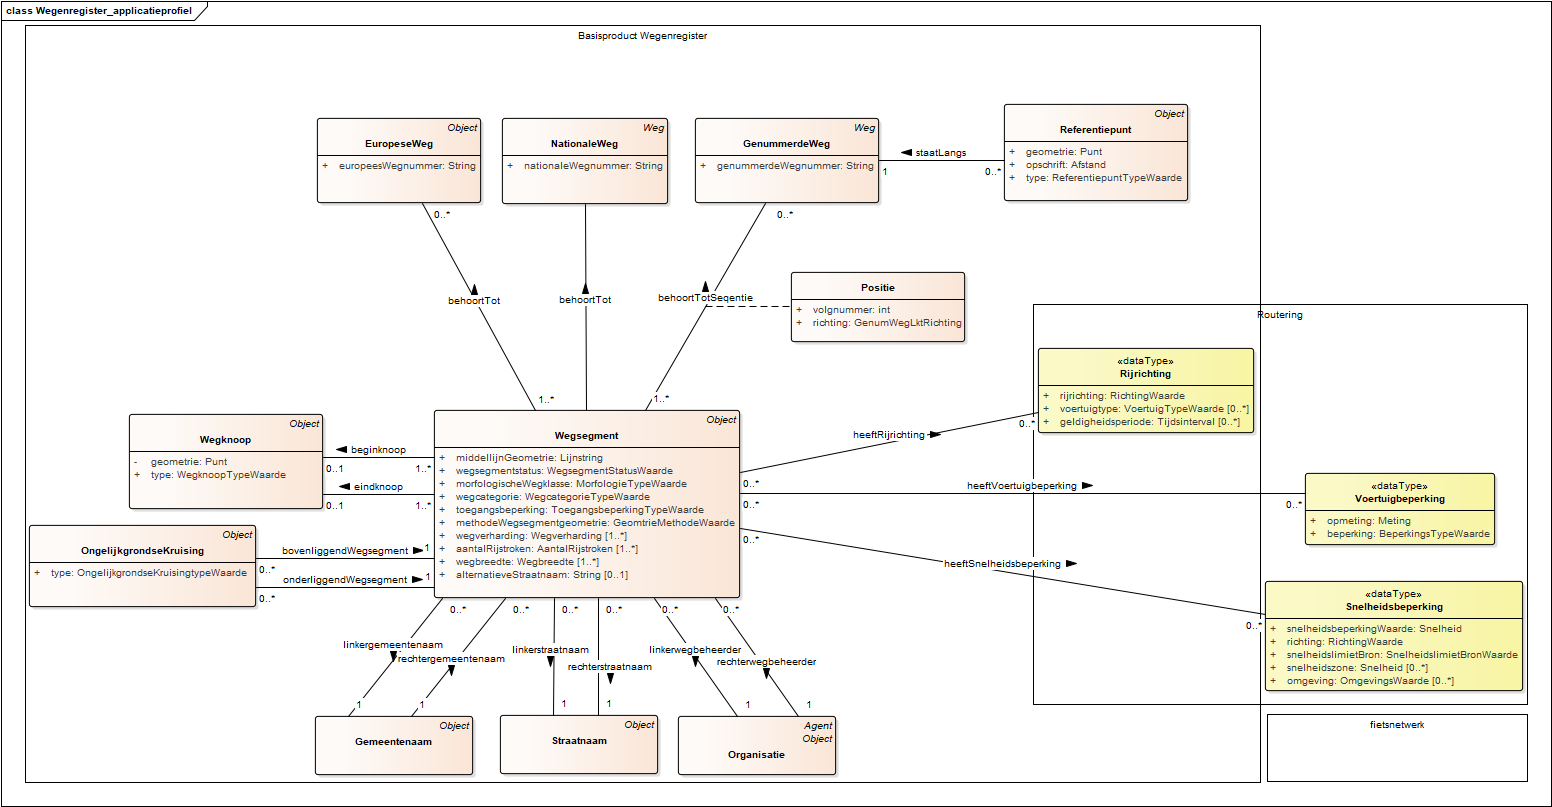 class Wegenregister_applicatieprofiel
Basisproduct Wegenregister
Object
EuropeseWeg
+ europeesWegnummer: String
Weg
NationaleWeg
+ nationaleWegnummer: String
Weg
GenummerdeWeg
+ genummerdeWegnummer: String
staatLangs
1
0..*
Object
Referentiepunt
+ geometrie: Punt
+ opschrift: Afstand
+ type: ReferentiepuntTypeWaarde
0..*
0..*
behoortTot
behoortTot
behoortTotSeqentie
Positie
+ volgnummer: int
+ richting: GenumWegLktRichting
1..*
1..*
Routering
«dataType»
Rijrichting
+ rijrichting: RichtingWaarde
+ voertuigtype: VoertuigTypeWaarde [0..*]
+ geldigheidsperiode: Tijdsinterval [0..*]
Object
Wegknoop
- geometrie: Punt
+ type: WegknoopTypeWaarde
beginknoop
0..1
1..*
eindknoop
0..1
1..*
Object
Wegsegment
+ middellijnGeometrie: Lijnstring
+ wegsegmentstatus: WegsegmentStatusWaarde
+ morfologischeWegklasse: MorfologieTypeWaarde
+ wegcategorie: WegcategorieTypeWaarde
+ toegangsbeperking: ToegangsbeperkingTypeWaarde
+ methodeWegsegmentgeometrie: GeomtrieMethodeWaarde
+ wegverharding: Wegverharding [1..*]
+ aantalRijstroken: AantalRijstroken [1..*]
+ wegbreedte: Wegbreedte [1..*]
+ alternatieveStraatnaam: String [0..1]
heeftRijrichting
0..*
0..*
heeftVoertuigbeperking
0..*
0..*
heeftSnelheidsbeperking
0..*
0..*
«dataType»
Voertuigbeperking
+ opmeting: Meting
+ beperking: BeperkingsTypeWaarde
Object
OngelijkgrondseKruising
+ type: OngelijkgrondseKruisingtypeWaarde
bovenliggendWegsegment
1
0..*
onderliggendWegsegment
1
0..*
«dataType»
Snelheidsbeperking
+ snelheidsbeperkingWaarde: Snelheid
+ richting: RichtingWaarde
+ snelheidslimietBron: SnelheidslimietBronWaarde
+ snelheidszone: Snelheid [0..*]
+ omgeving: OmgevingsWaarde [0..*]
0..*
0..*
0..*
0..*
0..*
0..*
linkergemeentenaam
rechtergemeentenaam
linkerstraatnaam
rechterstraatnaam
linkerwegbeheerder
rechterwegbeheerder
1
1
1
1
1
1
Object
Gemeentenaam
Object
Straatnaam
Agent
Object
Organisatie
fietsnetwerk